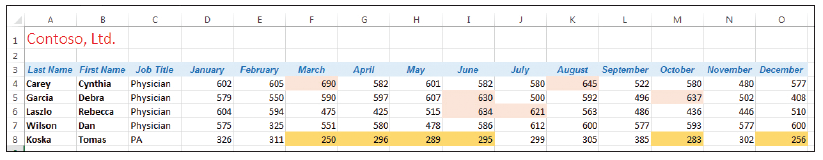 A B C D E F G H I J K L M N O
1 Contoso, Ltd.
2
3 Last Name First Name Job Title January February March April May June July August September October November December
4 Carey Cynthia Physician 602 605 690 582 601 582 580 645 522 580 480 577
5 Garcia Debra Physician 579 550 590 597 607 630 500 592 496 637 502 408
6 Laszlo Rebecca Physician 604 594 475 425 515 634 621 563 486 436 446 510
7 Wilson Dan Physician 575 325 551 580 478 586 612 600 577 593 577 600
8 Koska Tomas PA 326 311 250 296 289 295 299 305 385 283 302 256